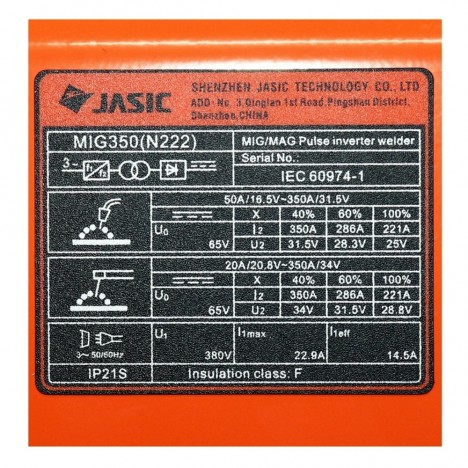 JASIC
SHENZHEN JASIC TECHNOLOGY CO., LTD
ADD: No. 3, Qinglan 1st Road, Pingshan District,
Shenzhen, CHINA
MIG350(N222)
MIG/MAG Pulse inverter welder
Serial No.:
3~ f1 f2
IEC 60974-1
50A/16.5V~350A/31.5V
X 40% 60% 100%
U0 I2 350A 286A 221A
65V U2 31.5V 28.3V 25V
20A/20.8V~350A/34V
X 40% 60% 100%
U0 I2 350A 286A 221A
65V U2 34V 31.5V 28.8V
U1 I1max I1eff
3~ 50/60Hz 380V 22.9A 14.5A
IP21S Insulation class: F